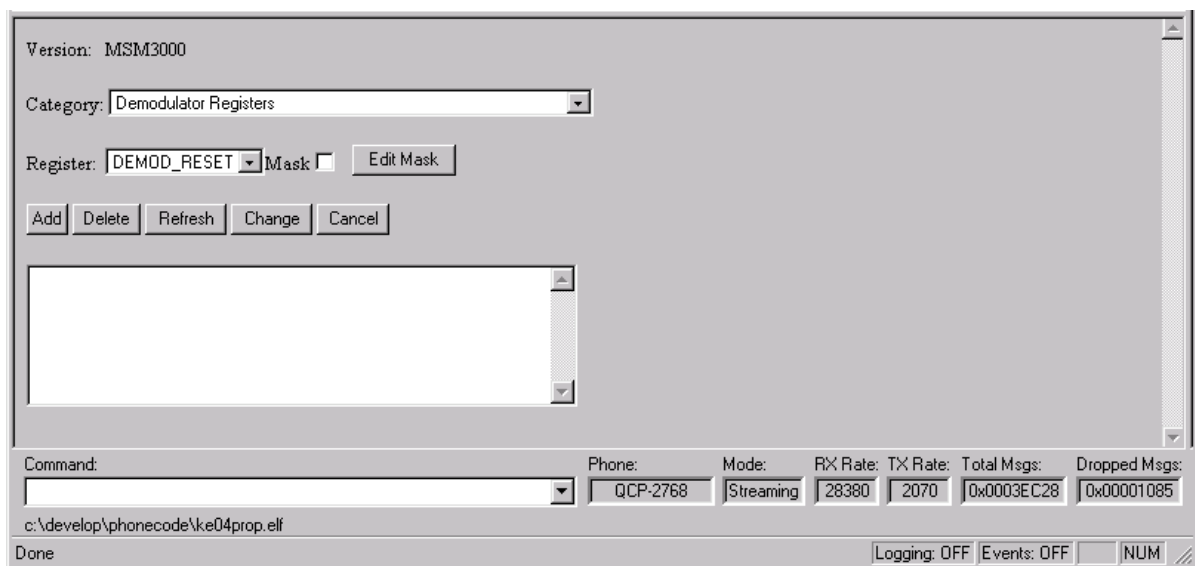 Version: MSM3000
Category: Demodulator Registers
Register: DEMOD_RESET Mask Edit Mask
Add Delete Refresh Change Cancel
Command: Phone: Mode: RX Rate: TX Rate: Total Msgs: Dropped Msgs:
QCP-2768 Streaming 28380 2070 0x0003EC28 0x00001085
c:\develop\phonecode\ke04prop.elf
Done Logging: OFF Events: OFF NUM